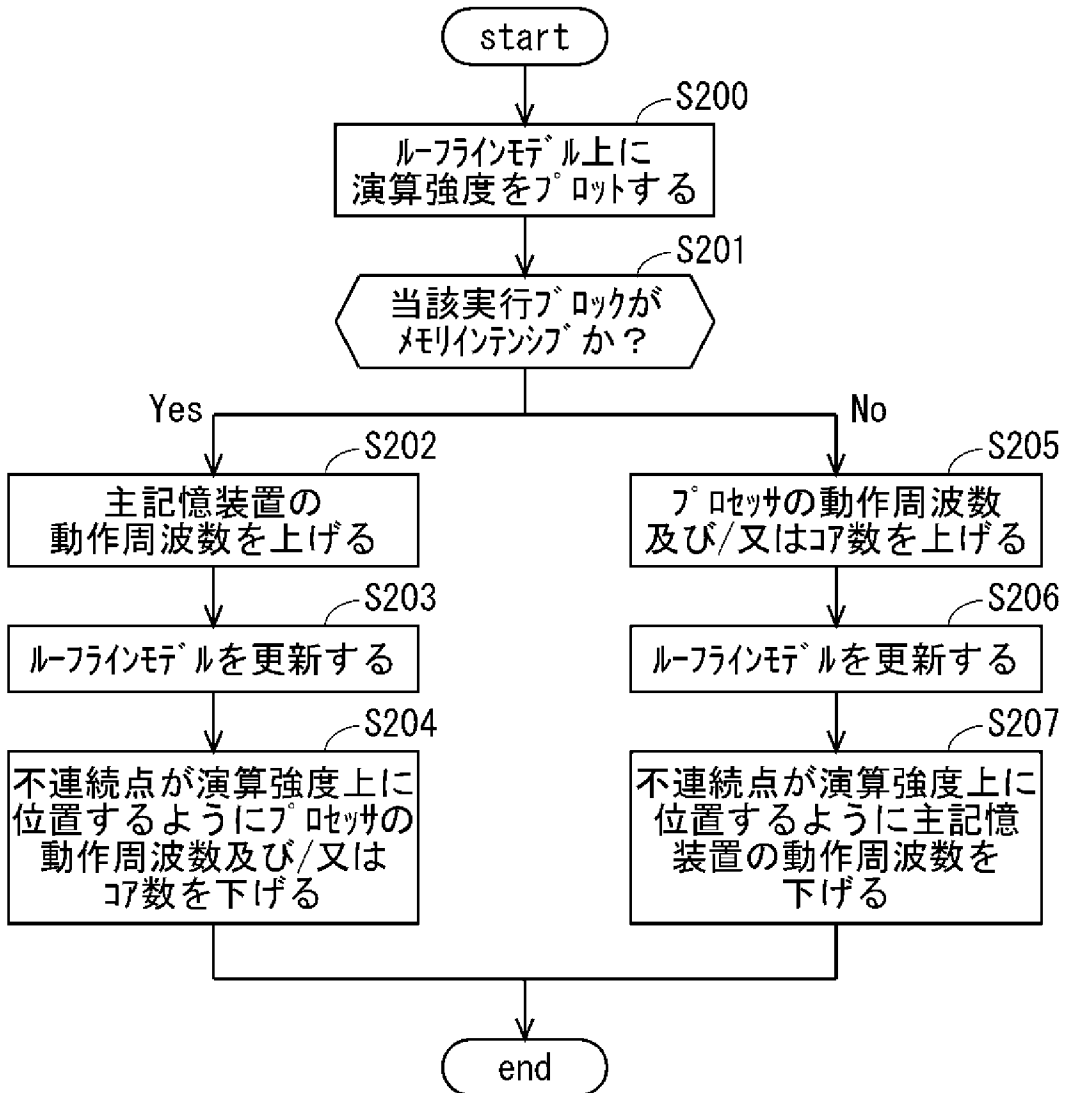 start
S200
ﾙｰﾌﾗｲﾝﾓﾃﾞﾙ上に
演算強度をﾌﾟﾛｯﾄする
S201
当該実行ﾌﾞﾛｯｸが
ﾒﾓﾘｲﾝﾃﾝｼﾌﾞか？
Yes
No
S202
主記憶装置の
動作周波数を上げる
S203
ﾙｰﾌﾗｲﾝﾓﾃﾞﾙを更新する
S204
不連続点が演算強度上に
位置するようにﾌﾟﾛｾｯｻの
動作周波数及び/又は
ｺｱ数を下げる
S205
ﾌﾟﾛｾｯｻの動作周波数
及び/又はｺｱ数を上げる
S206
ﾙｰﾌﾗｲﾝﾓﾃﾞﾙを更新する
S207
不連続点が演算強度上に
位置するように主記憶
装置の動作周波数を
下げる
end